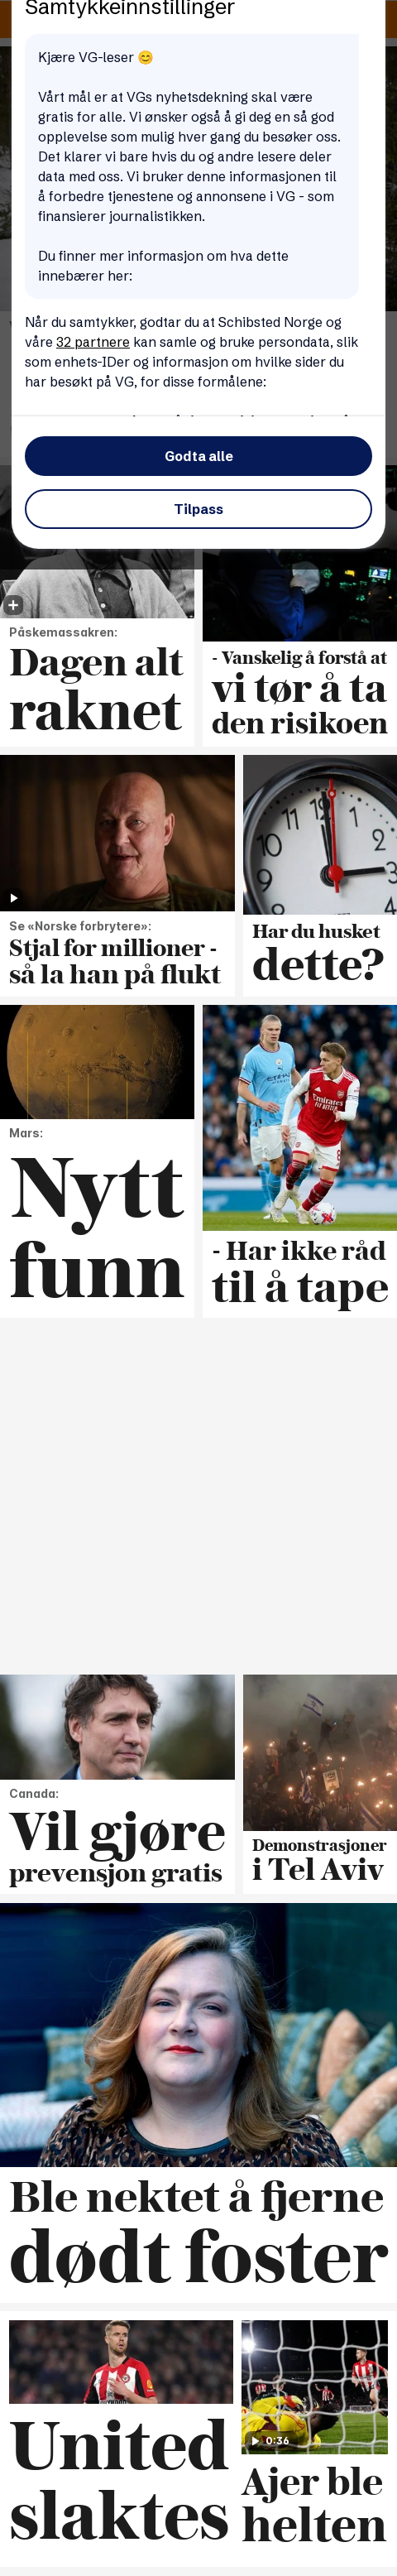 Samtykkeinnstillinger
Kjære VG-leser 😊
Vårt mål er at VGs nyhetsdekning skal være
gratis for alle. Vi ønsker også å gi deg en så god
opplevelse som mulig hver gang du besøker oss.
Det klarer vi bare hvis du og andre lesere deler
data med oss. Vi bruker denne informasjonen til
å forbedre tjenestene og annonsene i VG - som
finansierer journalistikken.
Du finner mer informasjon om hva dette
innebærer her:
Når du samtykker, godtar du at Schibsted Norge og
våre 32 partnere kan samle og bruke persondata, slik
som enhets-IDer og informasjon om hvilke sider du
har besøkt på VG, for disse formålene:
Godta alle
Tilpass
Påskemassakren:
Dagen alt
raknet
- Vanskelig å forstå at
vi tør å ta
den risikoen
Se «Norske forbrytere»:
Stjal for millioner -
så la han på flukt
Har du husket
dette?
Mars:
Nytt
funn
- Har ikke råd
til å tape
Canada:
Vil gjøre
prevensjon gratis
Demonstrasjoner
i Tel Aviv
Ble nektet å fjerne
dødt foster
United
slaktes
0:36
Ajer ble
helten